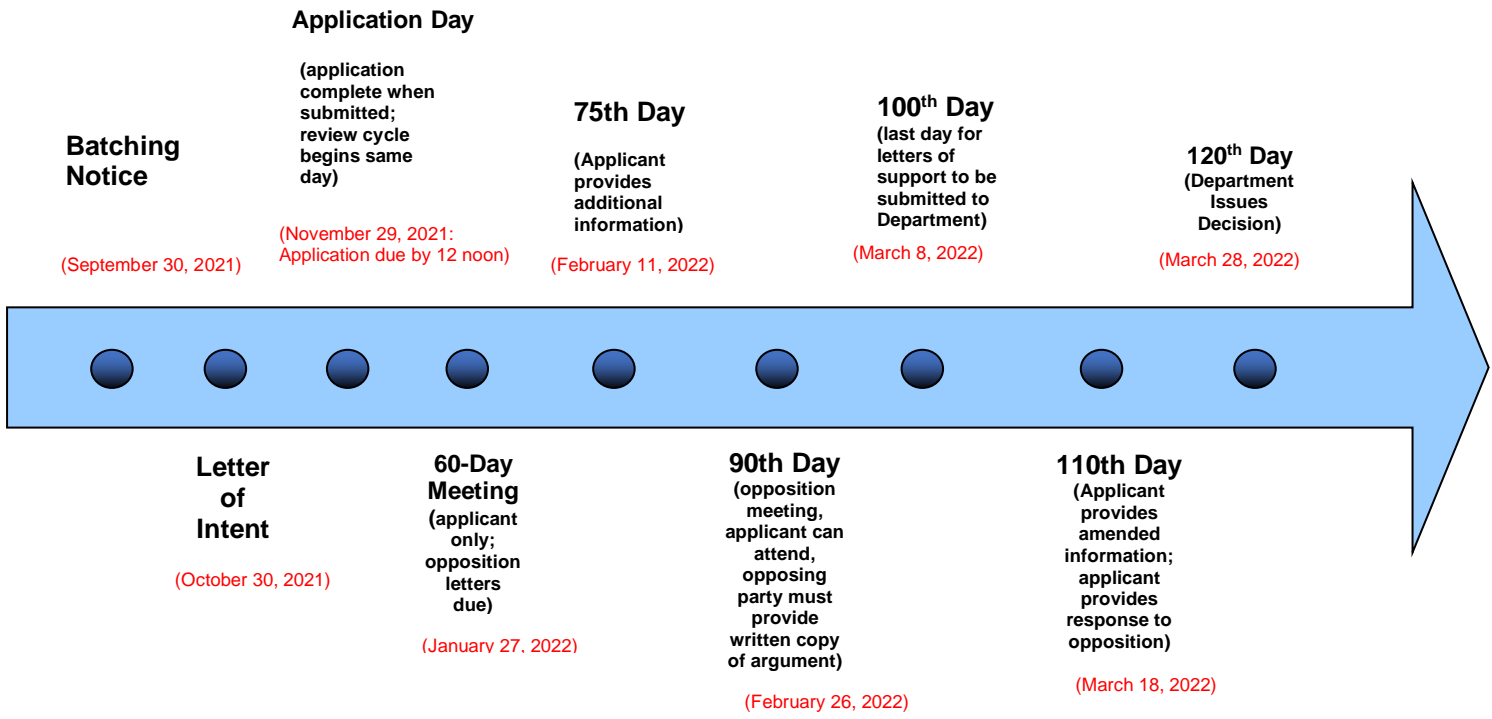 Batching
Notice
(September 30, 2021)
Letter
of
Intent
(October 30, 2021)
Application Day
(application
complete when
submitted;
review cycle
begins same
day)
(November 29, 2021:
Application due by 12 noon)
60-Day
Meeting
(applicant
only;
opposition
letters
due)
(January 27, 2022)
75th Day
(Applicant
provides
additional
information)
(February 11, 2022)
90th Day
(opposition
meeting,
applicant can
attend,
opposing
party must
provide
written copy
of argument)
(February 26, 2022)
100th Day
(last day for
letters of
support to be
submitted to
Department)
(March 8, 2022)
110th Day
(Applicant
provides
amended
information;
applicant
provides
response to
opposition)
(March 18, 2022)
120th Day
(Department
Issues
Decision)
(March 28, 2022)